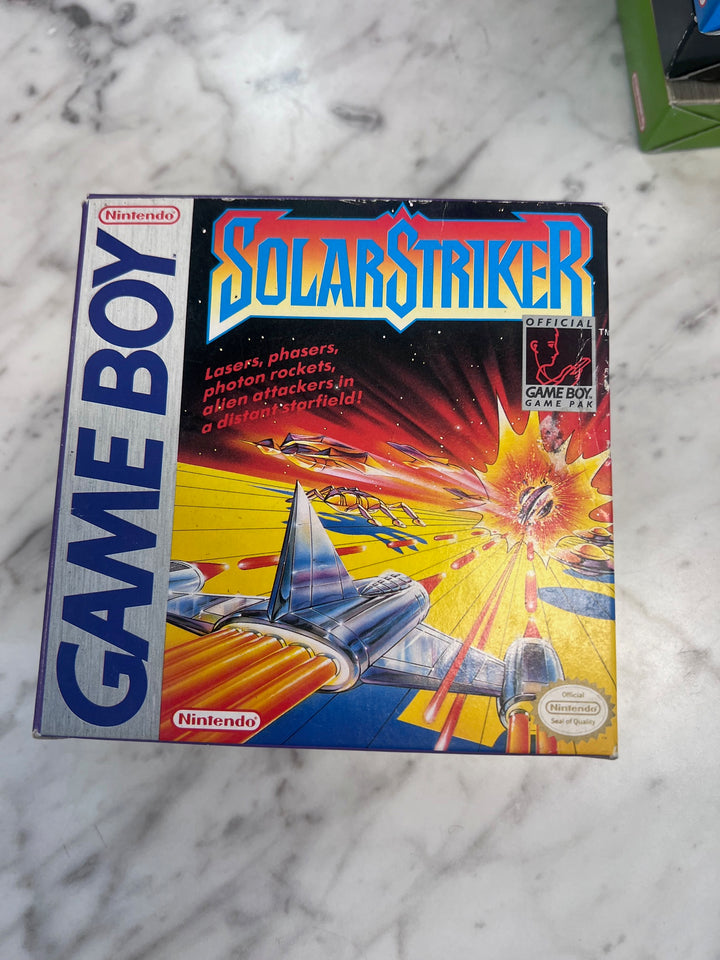 Nintendo
GAME BOY
SOLARSTRIKER
TM
Lasers, phasers,
photon rockets,
alien attackers in
a distant starfield!
OFFICIAL
GAME BOY
GAME PAK
Nintendo
Official
Nintendo
Seal of Quality